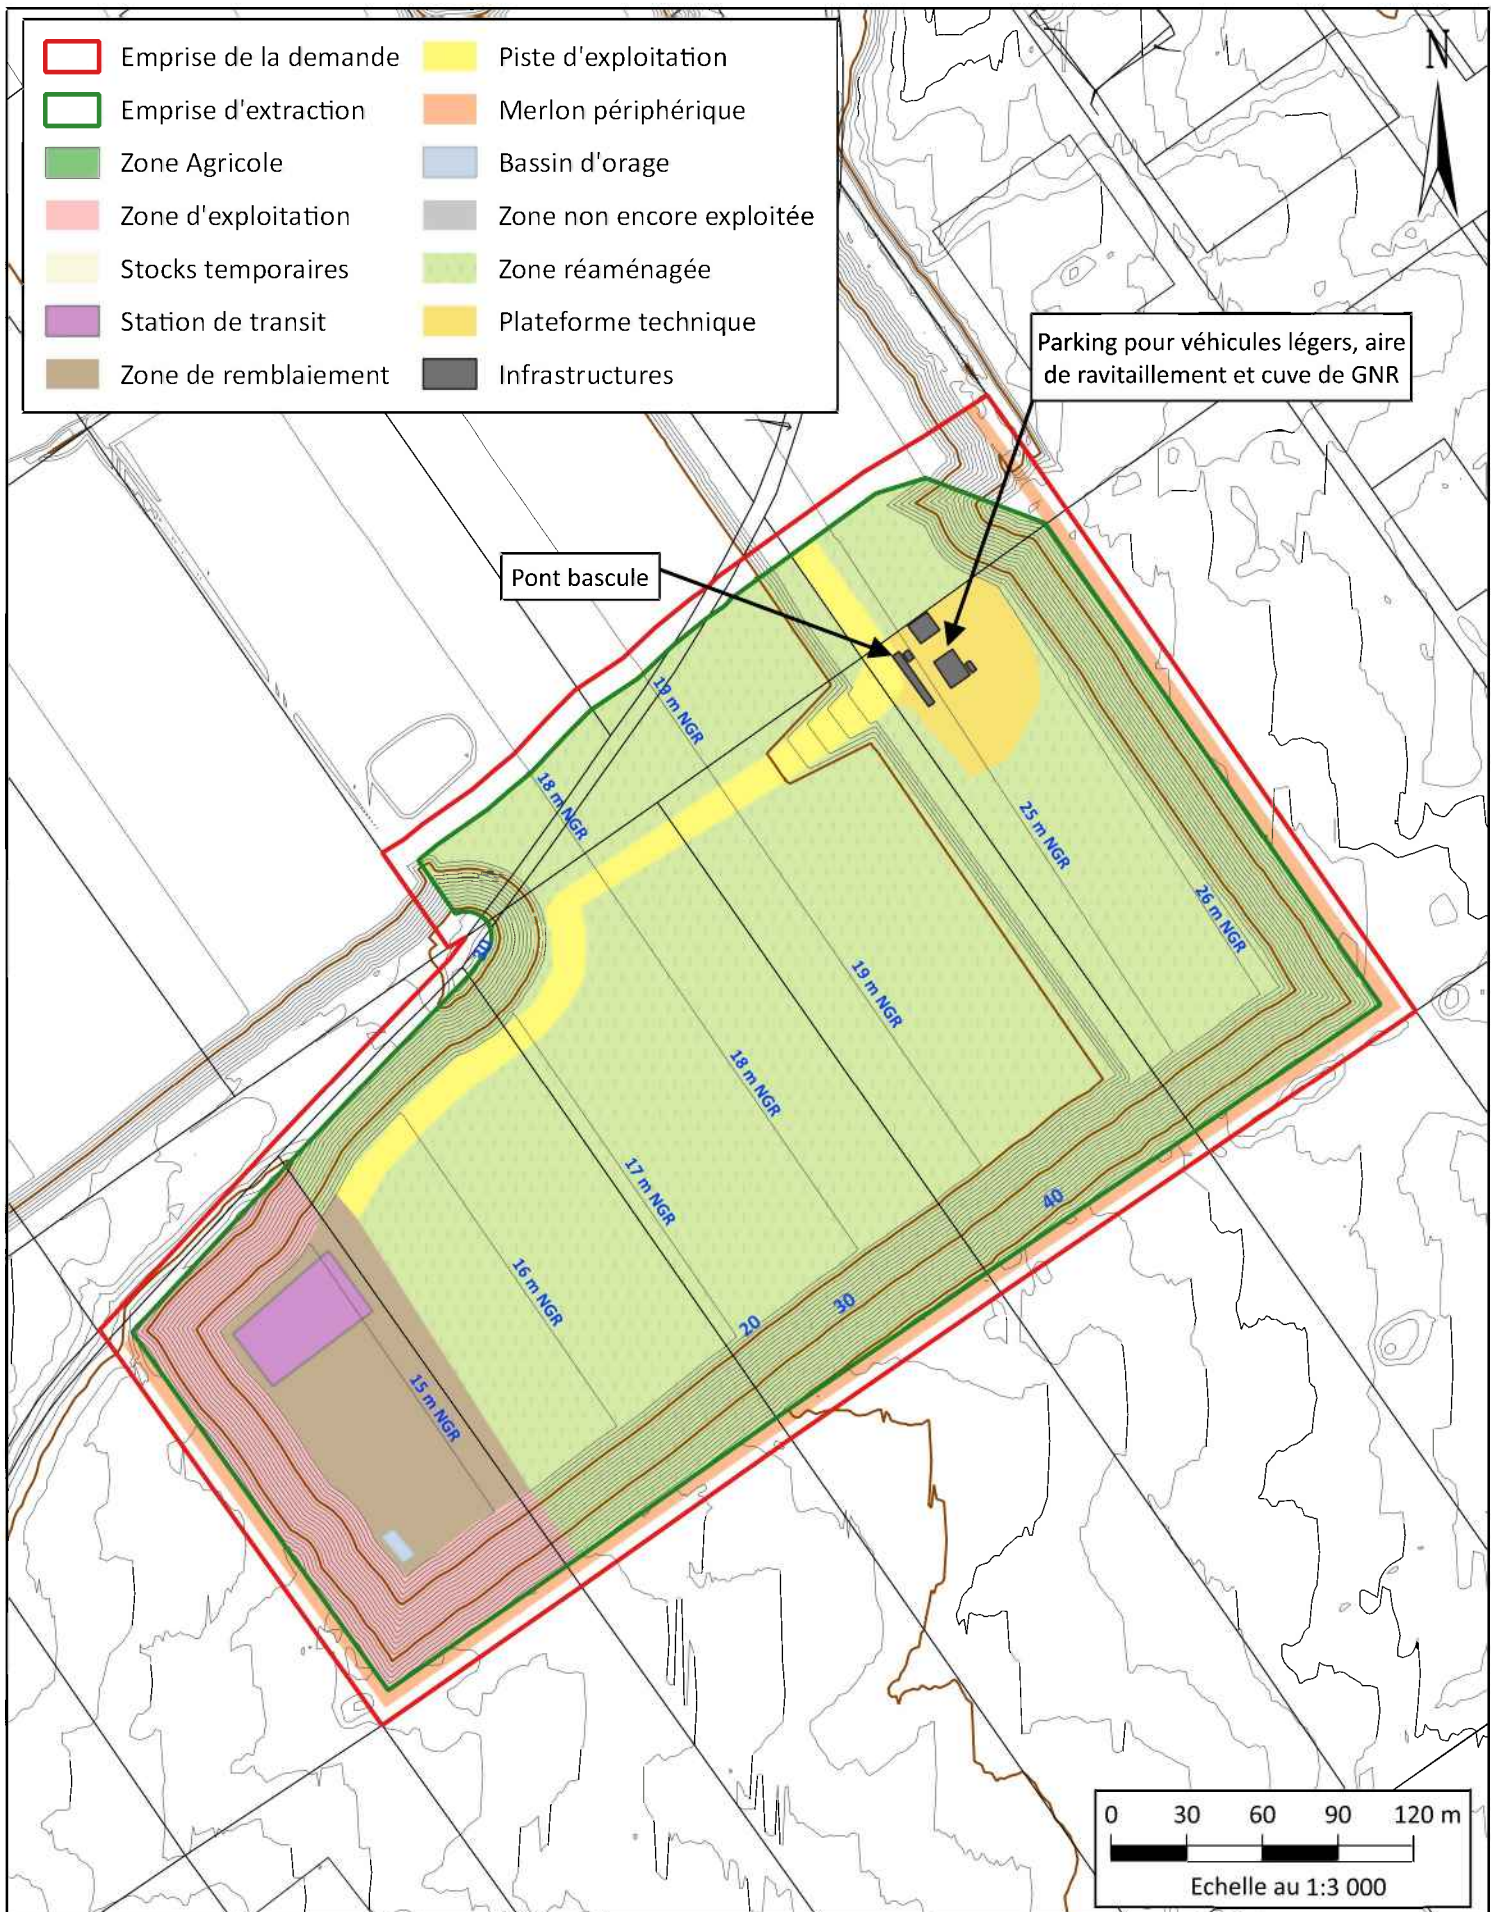 Emprise de la demande
Emprise d'extraction
Zone Agricole
Zone d'exploitation
Stocks temporaires
Station de transit
Zone de remblaiement
Piste d'exploitation
Merlon périphérique
Bassin d'orage
Zone non encore exploitée
Zone réaménagée
Plateforme technique
Infrastructures
N
Parking pour véhicules légers, aire
de ravitaillement et cuve de GNR
Pont bascule
19 m NGR
18 m NGR
25 m NGR
26 m NGR
30
19 m NGR
18 m NGR
17 m NGR
40
16 m NGR
30
20
15 m NGR
0 30 60 90 120 m
Echelle au 1:3 000